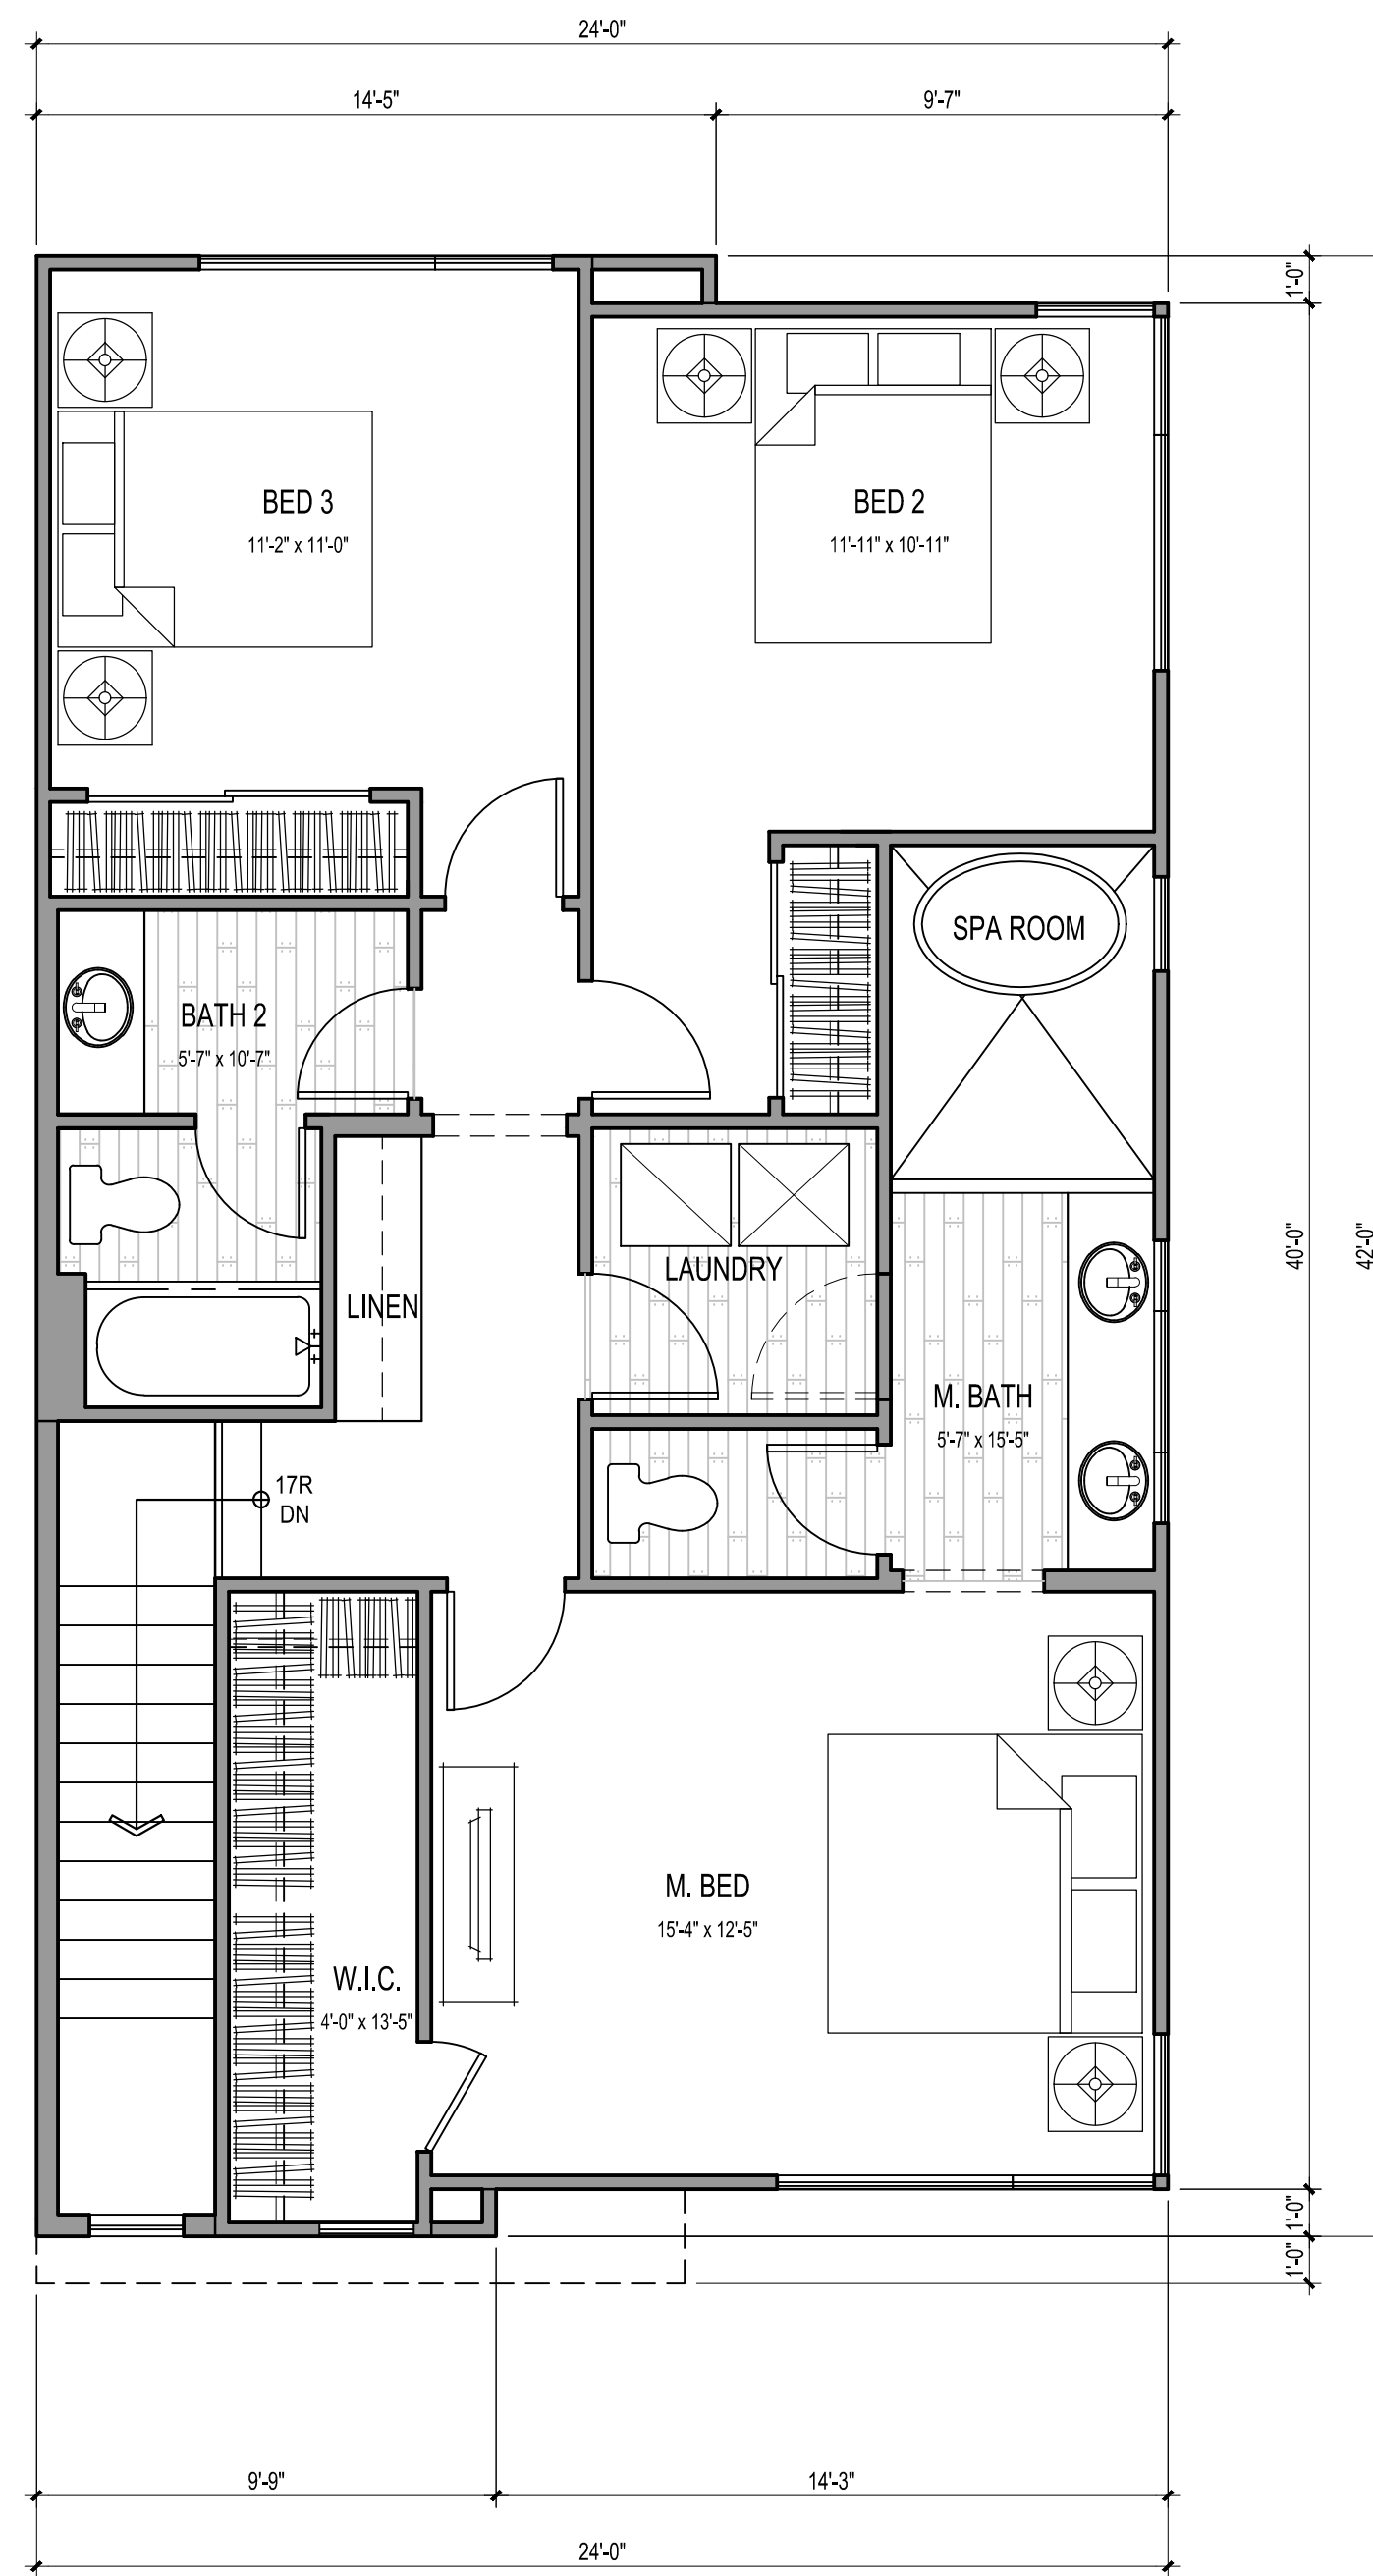 24'-0"
14'-5"
9'-7"
1'-0"
BED 3
11'-2" x 11'-0"
BED 2
11'-11" x 10'-11"
SPA ROOM
BATH 2
5'-7" x 10'-7"
LAUNDRY
LINEN
40'-0"
42'-0"
M. BATH
5'-7" x 15'-5"
17R
DN
M. BED
15'-4" x 12'-5"
W.I.C.
4'-0" x 13'-5"
1'-0"
1'-0"
9'-9"
14'-3"
24'-0"